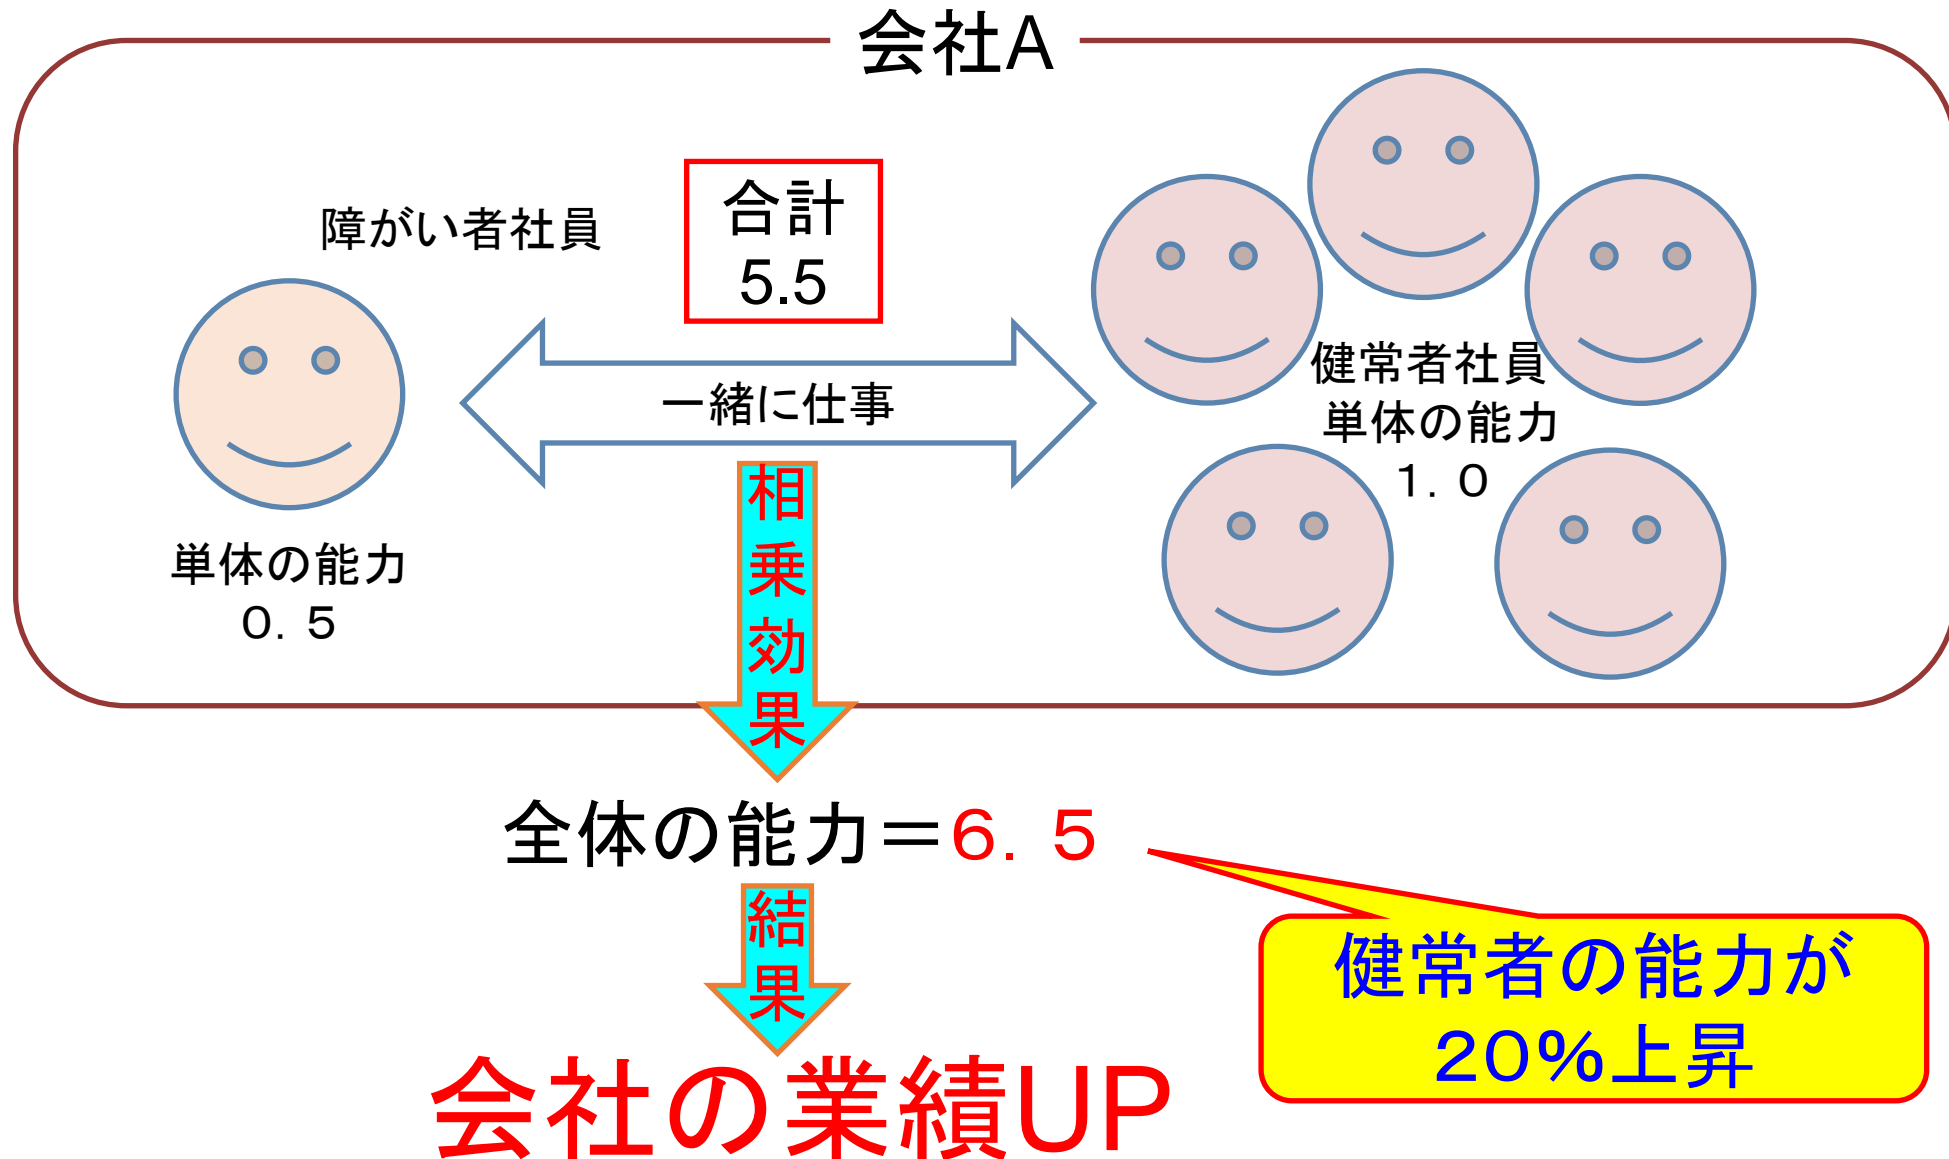 会社A
障がい者社員
合計
5.5
一緒に仕事
単体の能力
０．５
健常者社員
単体の能力
１．０
相乗効果
全体の能力＝６．５
結果
会社の業績UP
健常者の能力が
２０％上昇